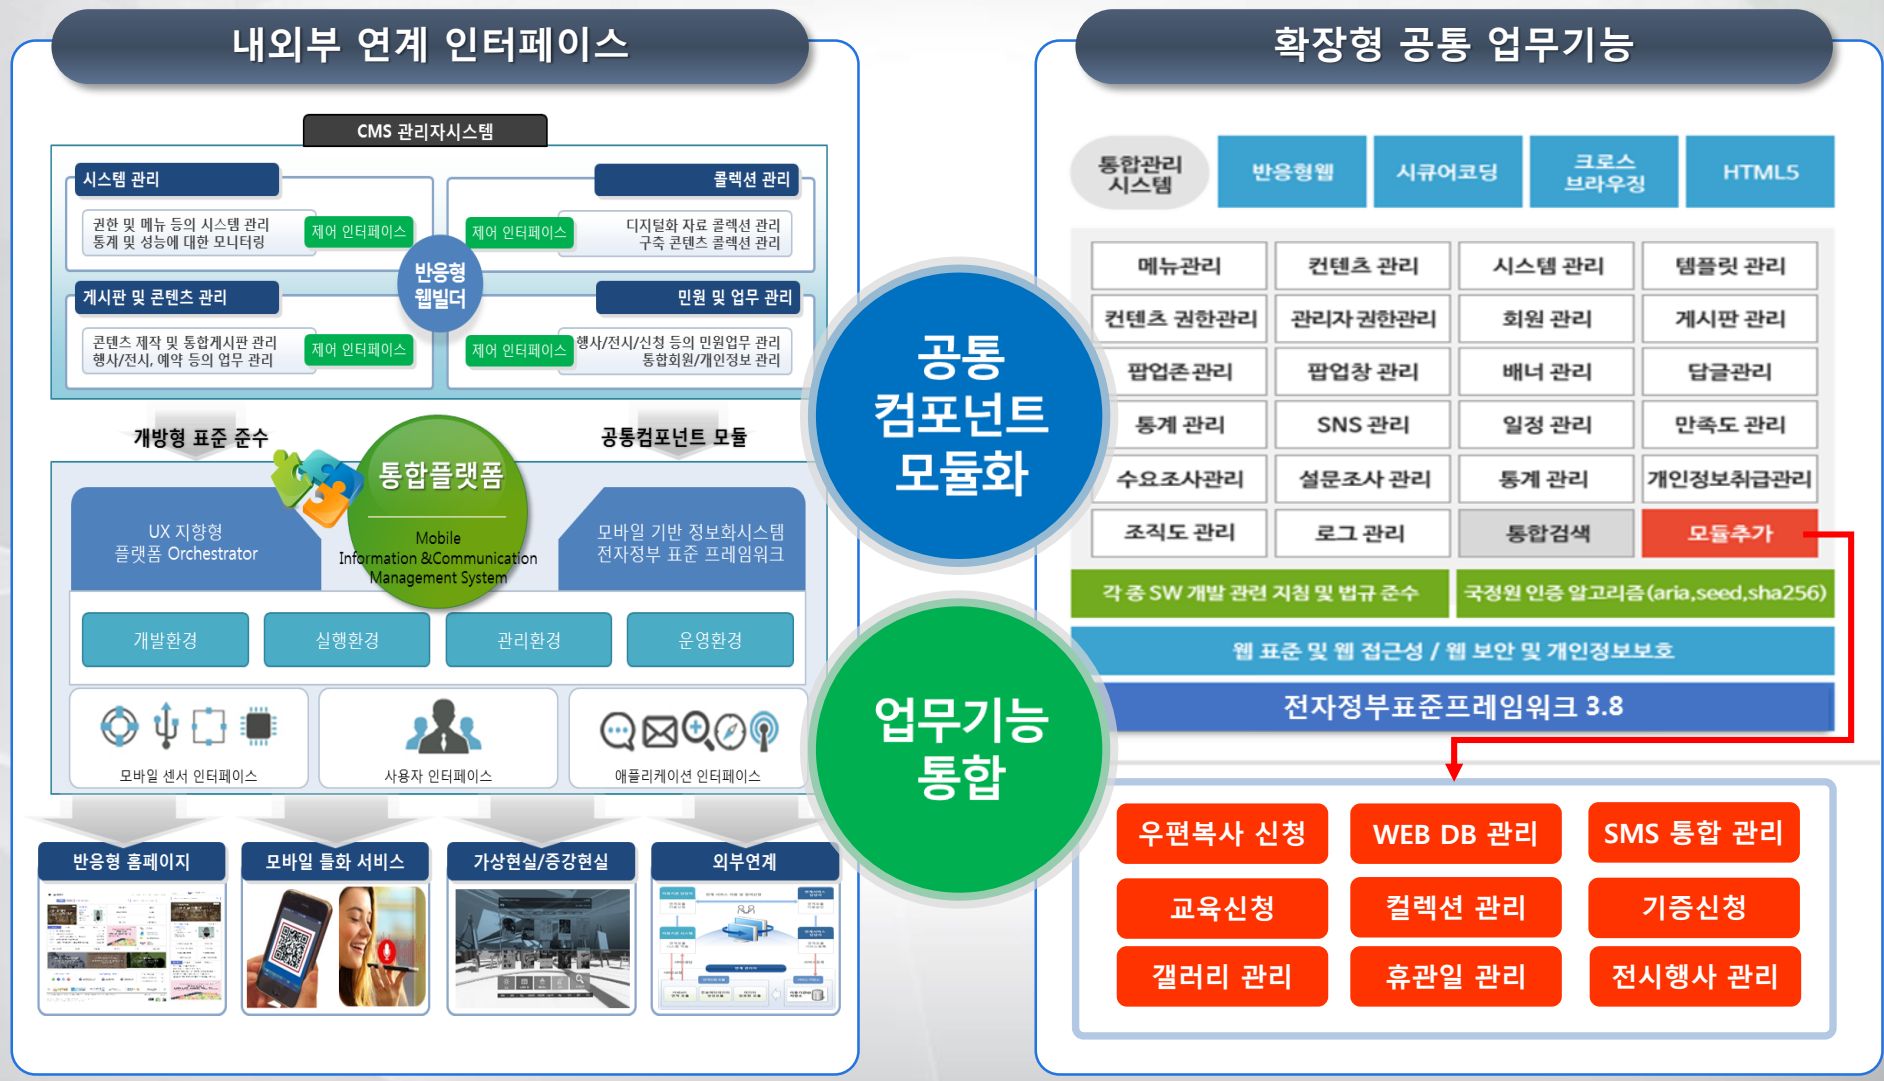 내외부 연계 인터페이스
CMS 관리자시스템
시스템 관리
권한 및 메뉴 등의 시스템 관리
통계 및 성능에 대한 모니터링
제어 인터페이스
콜렉션 관리
제어 인터페이스
디지털화 자료 콜렉션 관리
구축 콘텐츠 콜렉션 관리
반응형
웹빌더
게시판 및 콘텐츠 관리
콘텐츠 제작 및 통합게시판 관리
행사/전시, 예약 등의 업무 관리
제어 인터페이스
민원 및 업무 관리
제어 인터페이스
행사/전시/신청 등의 민원업무 관리
통합회원/개인정보 관리
개방형 표준 준수
공통컴포넌트 모듈
통합플랫폼
Mobile
Information &Communication
Management System
UX 지향형
플랫폼 Orchestrator
모바일 기반 정보화시스템
전자정부 표준 프레임워크
개발환경
실행환경
관리환경
운영환경
모바일 센서 인터페이스
사용자 인터페이스
애플리케이션 인터페이스
반응형 홈페이지
모바일 틀화 서비스
가상현실/증강현실
외부연계
공통
컴포넌트
모듈화
업무기능
통합
확장형 공통 업무기능
통합관리
시스템
반응형웹
시큐어코딩
크로스
브라우징
HTML5
메뉴관리
컨텐츠 관리
시스템 관리
템플릿 관리
컨텐츠 권한관리
관리자 권한관리
회원 관리
게시판 관리
팝업존관리
팝업창 관리
배너 관리
답글관리
통계 관리
SNS 관리
일정 관리
만족도 관리
수요조사관리
설문조사 관리
통계 관리
개인정보취급관리
조직도 관리
로그 관리
통합검색
모듈추가
각 종 SW 개발 관련 지침 및 법규 준수
국정원 인증 알고리즘(aria,seed,sha256)
웹 표준 및 웹 접근성 / 웹 보안 및 개인정보보호
전자정부표준프레임워크 3.8
우편복사 신청
WEB DB 관리
SMS 통합 관리
교육신청
컬렉션 관리
기증신청
갤러리 관리
휴관일 관리
전시행사 관리